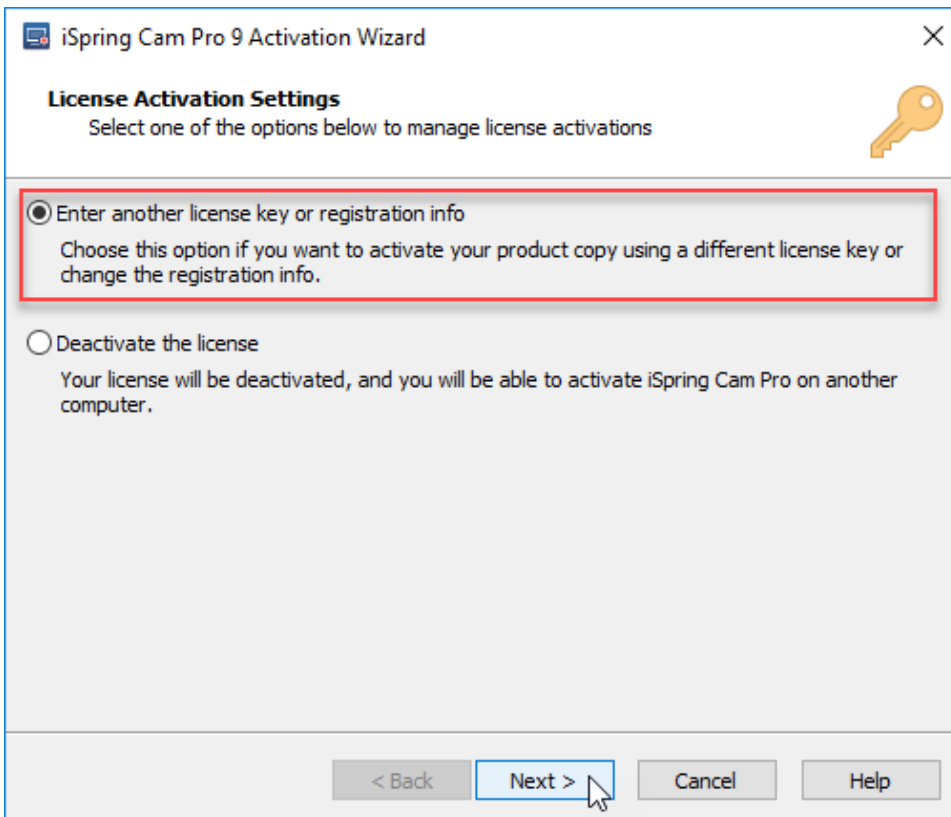 iSpring Cam Pro 9 Activation Wizard
License Activation Settings
Select one of the options below to manage license activations
Enter another license key or registration info
Choose this option if you want to activate your product copy using a different license key or
change the registration info.
Deactivate the license
Your license will be deactivated, and you will be able to activate iSpring Cam Pro on another
computer.
< Back Next > Cancel Help